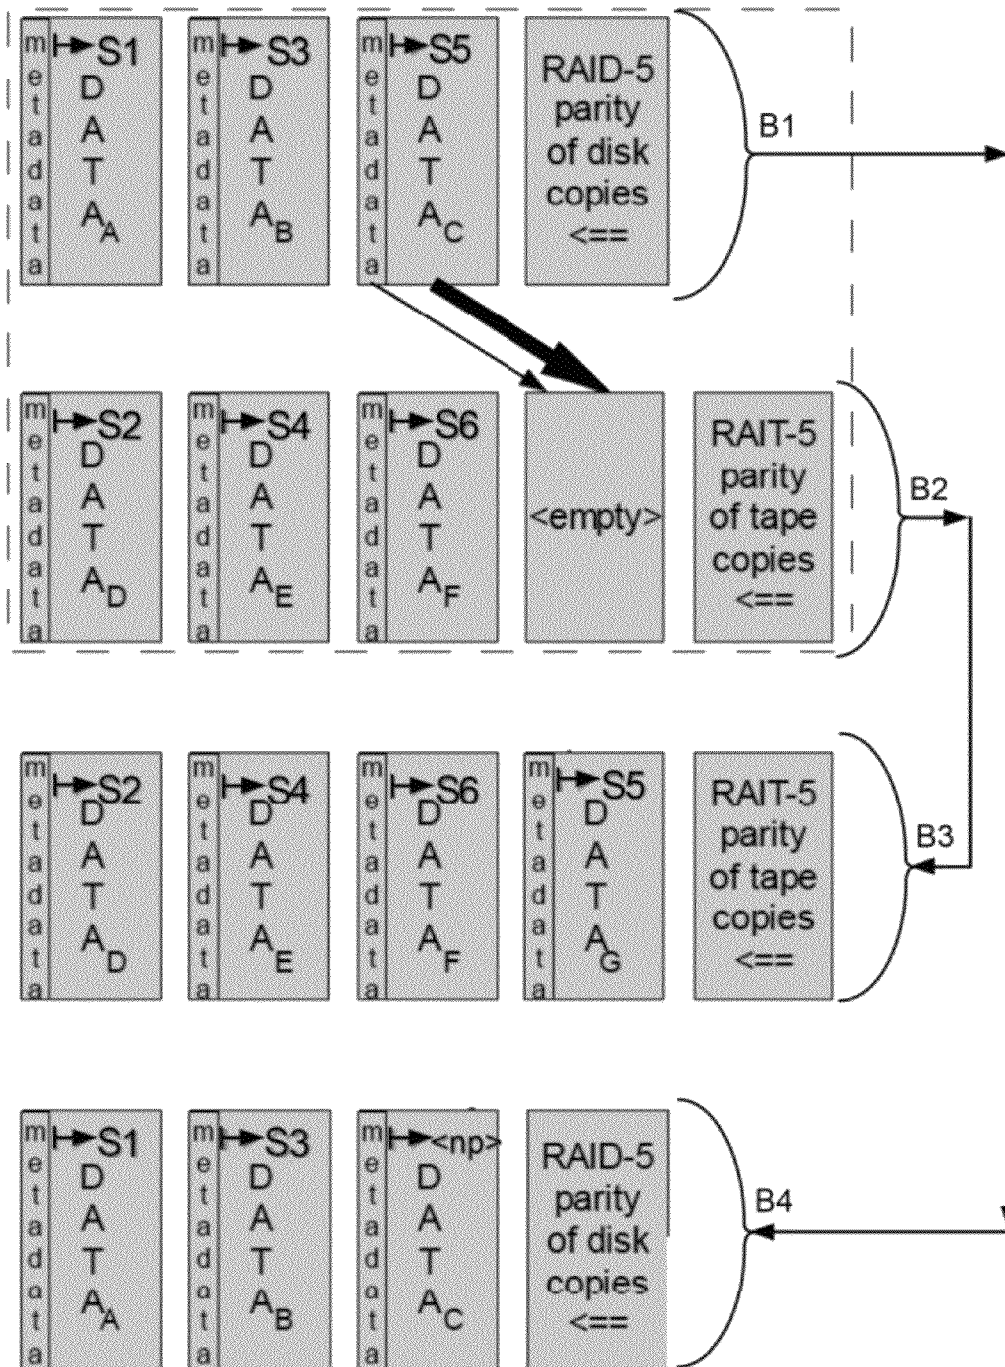 metadata S1 DATA A
metadata S3 DATA B
metadata S5 DATA C
RAID-5
parity
of disk
copies
<==
B1
metadata S2 DATA D
metadata S4 DATA E
metadata S6 DATA F
<empty>
RAIT-5
parity
of tape
copies
<==
B2
metadata S2 DATA D
metadata S4 DATA E
metadata S6 DATA F
metadata S5 DATA G
RAIT-5
parity
of tape
copies
<==
B3
metadata S1 DATA A
metadata S3 DATA B
metadata <np> DATA C
RAID-5
parity
of disk
copies
<==
B4